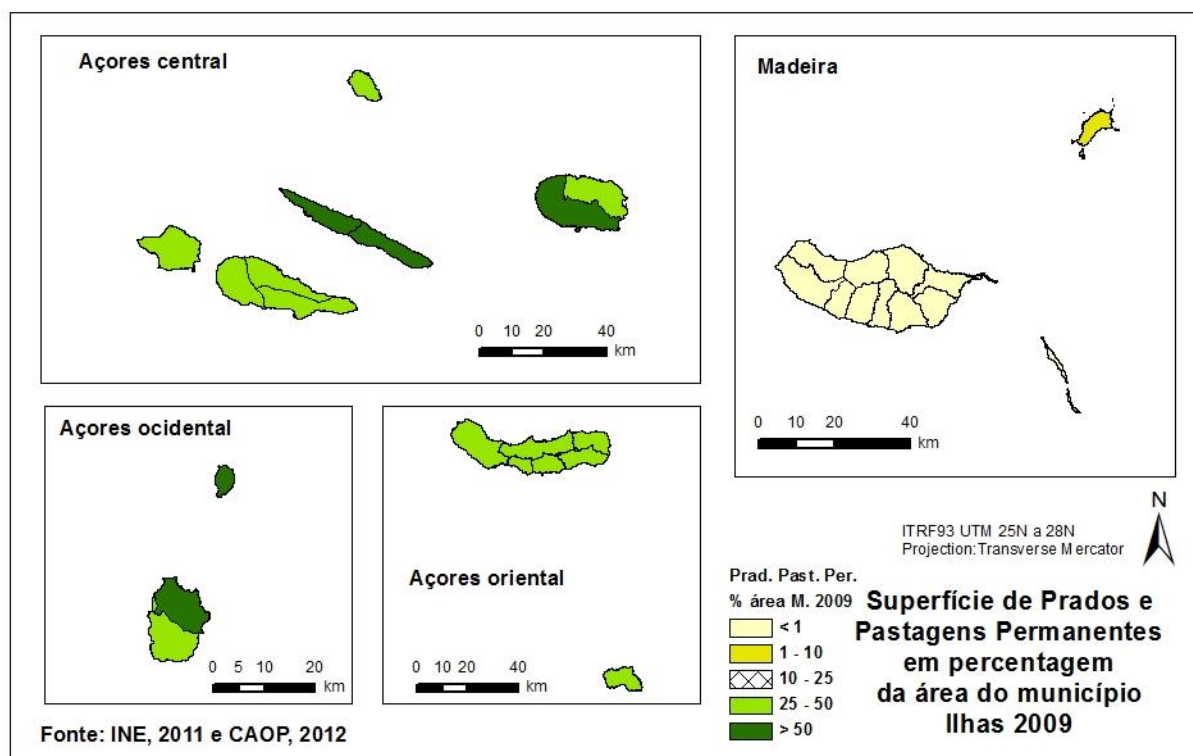 Açores central
0 10 20 40
km
Madeira
0 10 20 40
km
Açores ocidental
0 5 10 20
km
Açores oriental
0 10 20 40
km
N
ITRF93 UTM 25N a 28N
Projection:Transverse Mercator
Prad. Past. Per.
% área M. 2009
< 1
1 - 10
10 - 25
25 - 50
> 50
Superfície de Prados e
Pastagens Permanentes
em percentagem
da área do município
Ilhas 2009
Fonte: INE, 2011 e CAOP, 2012